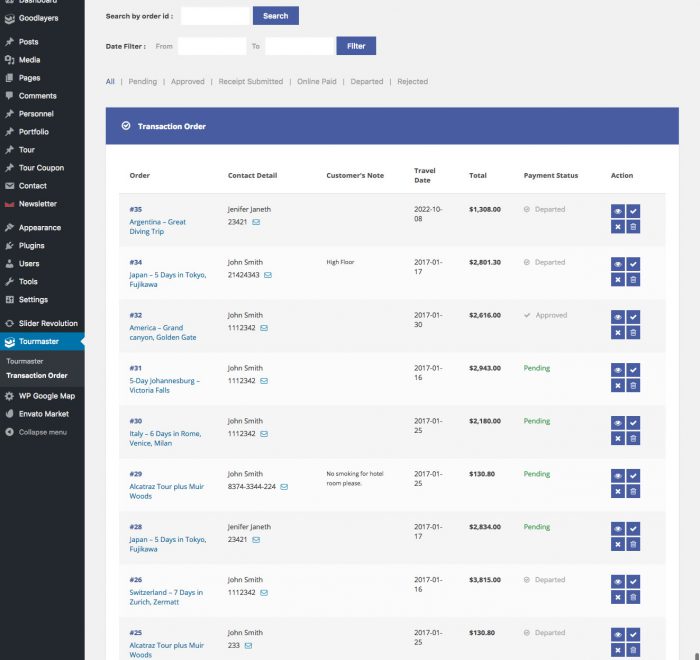 Dashboard
Goodlayers
Posts
Media
Pages
Comments
Personnel
Portfolio
Tour
Tour Coupon
Contact
Newsletter
Appearance
Plugins
Users
Tools
Settings
Slider Revolution
Tourmaster
Tourmaster
Transaction Order
WP Google Map
Envato Market
Collapse menu
Search by order id :
Search
Date Filter : From To Filter
All | Pending | Approved | Receipt Submitted | Online Paid | Departed | Rejected
Transaction Order
Order Contact Detail Customer's Note Travel Date Total Payment Status Action
#35 Jenifer Janeth 2022-10- $1,308.00 Departed
Argentina – Great 23421 08
Diving Trip
#34 John Smith High Floor 2017-01- $2,801.30 Departed
Japan – 5 Days in Tokyo, 21424343 17
Fujikawa
#32 John Smith 2017-01- $2,616.00 Approved
America – Grand 1112342 30
canyon, Golden Gate
#31 John Smith 2017-01- $2,943.00 Pending
5-Day Johannesburg – 1112342 16
Victoria Falls
#30 John Smith 2017-01- $2,180.00 Pending
Italy – 6 Days in Rome, 1112342 25
Venice, Milan
#29 John Smith No smoking for hotel 2017-01- $130.80 Pending
Alcatraz Tour plus Muir 8374-3344-224 room please. 25
Woods
#28 Jenifer Janeth 2017-01- $2,834.00 Pending
Japan – 5 Days in Tokyo, 23421 17
Fujikawa
#26 John Smith 2017-01- $3,815.00 Departed
Switzerland – 7 Days in 1112342 16
Zurich, Zermatt
#25 John Smith 2017-01- $130.80 Departed
Alcatraz Tour plus Muir 233 25
Woods